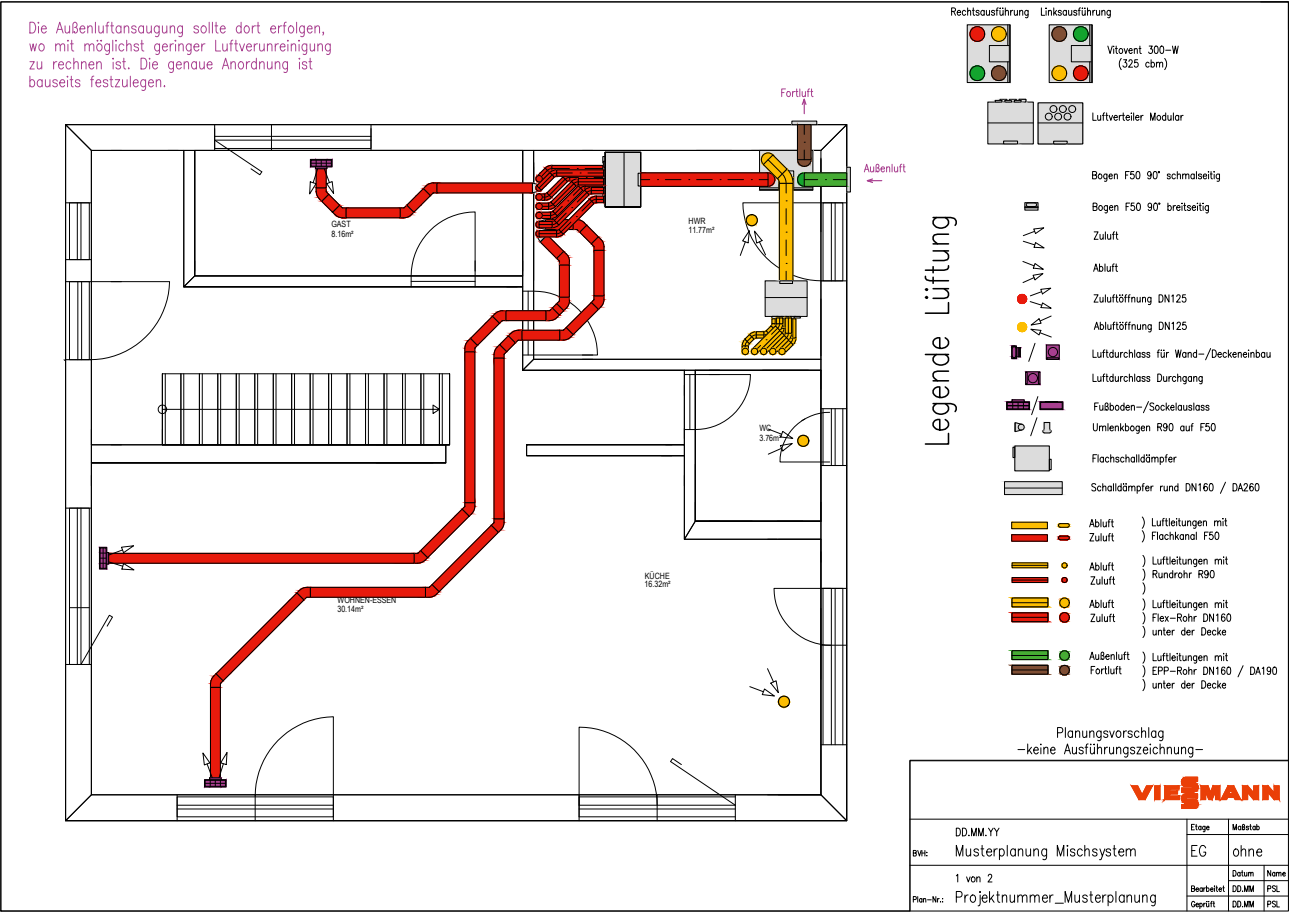 Die Außenluftansaugung sollte dort erfolgen,
wo mit möglichst geringer Luftverunreinigung
zu rechnen ist. Die genaue Anordnung ist
bauseits festzulegen.
Fortluft
Außenluft
GAST
8.16m²
HWR
11.77m²
WC
3.76m²
KÜCHE
16.32m²
WOHNEN-ESSEN
30.14m²
Legende Lüftung
Rechtsausführung Linksausführung
Vitovent 300-W
(325 cbm)
Luftverteiler Modular
Bogen F50 90° schmalseitig
Bogen F50 90° breitseitig
Zuluft
Abluft
Zuluftöffnung DN125
Abluftöffnung DN125
/ Luftdurchlass für Wand-/Deckeneinbau
Luftdurchlass Durchgang
/ Fußboden-/Sockelauslass
/ Umlenkbogen R90 auf F50
Flachschalldämpfer
Schalldämpfer rund DN160 / DA260
Abluft ) Luftleitungen mit
Zuluft ) Flachkanal F50
Abluft ) Luftleitungen mit
Zuluft ) Rundrohr R90
)
Abluft ) Luftleitungen mit
Zuluft ) Flex-Rohr DN160
) unter der Decke
Außenluft ) Luftleitungen mit
Fortluft ) EPP-Rohr DN160 / DA190
) unter der Decke
Planungsvorschlag
-keine Ausführungszeichnung-
VIESSMANN
DD.MM.YY
BVH: Musterplanung Mischsystem
Etage Maßstab
EG ohne
1 von 2
Plan-Nr.: Projektnummer_Musterplanung
Datum Name
Bearbeitet DD.MM PSL
Geprüft DD.MM PSL